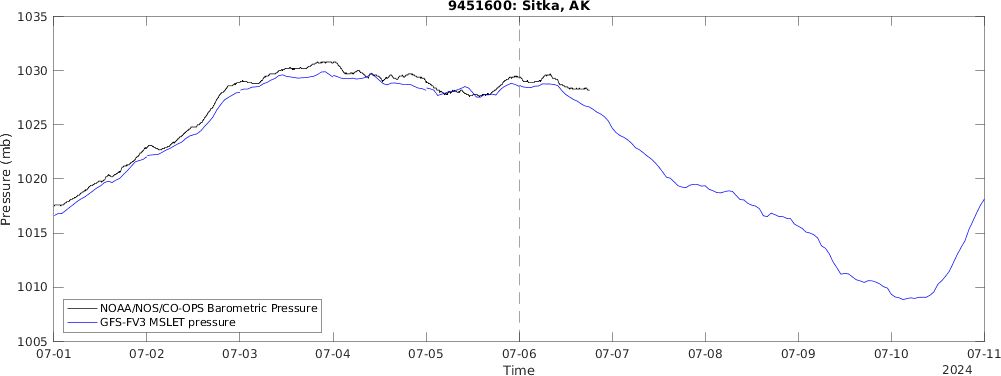 9451600: Sitka, AK
1035
1030
1025
1020
1015
1010
1005
Pressure (mb)
NOAA/NOS/CO-OPS Barometric Pressure
GFS-FV3 MSLET pressure
07-01 07-02 07-03 07-04 07-05 07-06 07-07 07-08 07-09 07-10 07-11
Time
2024